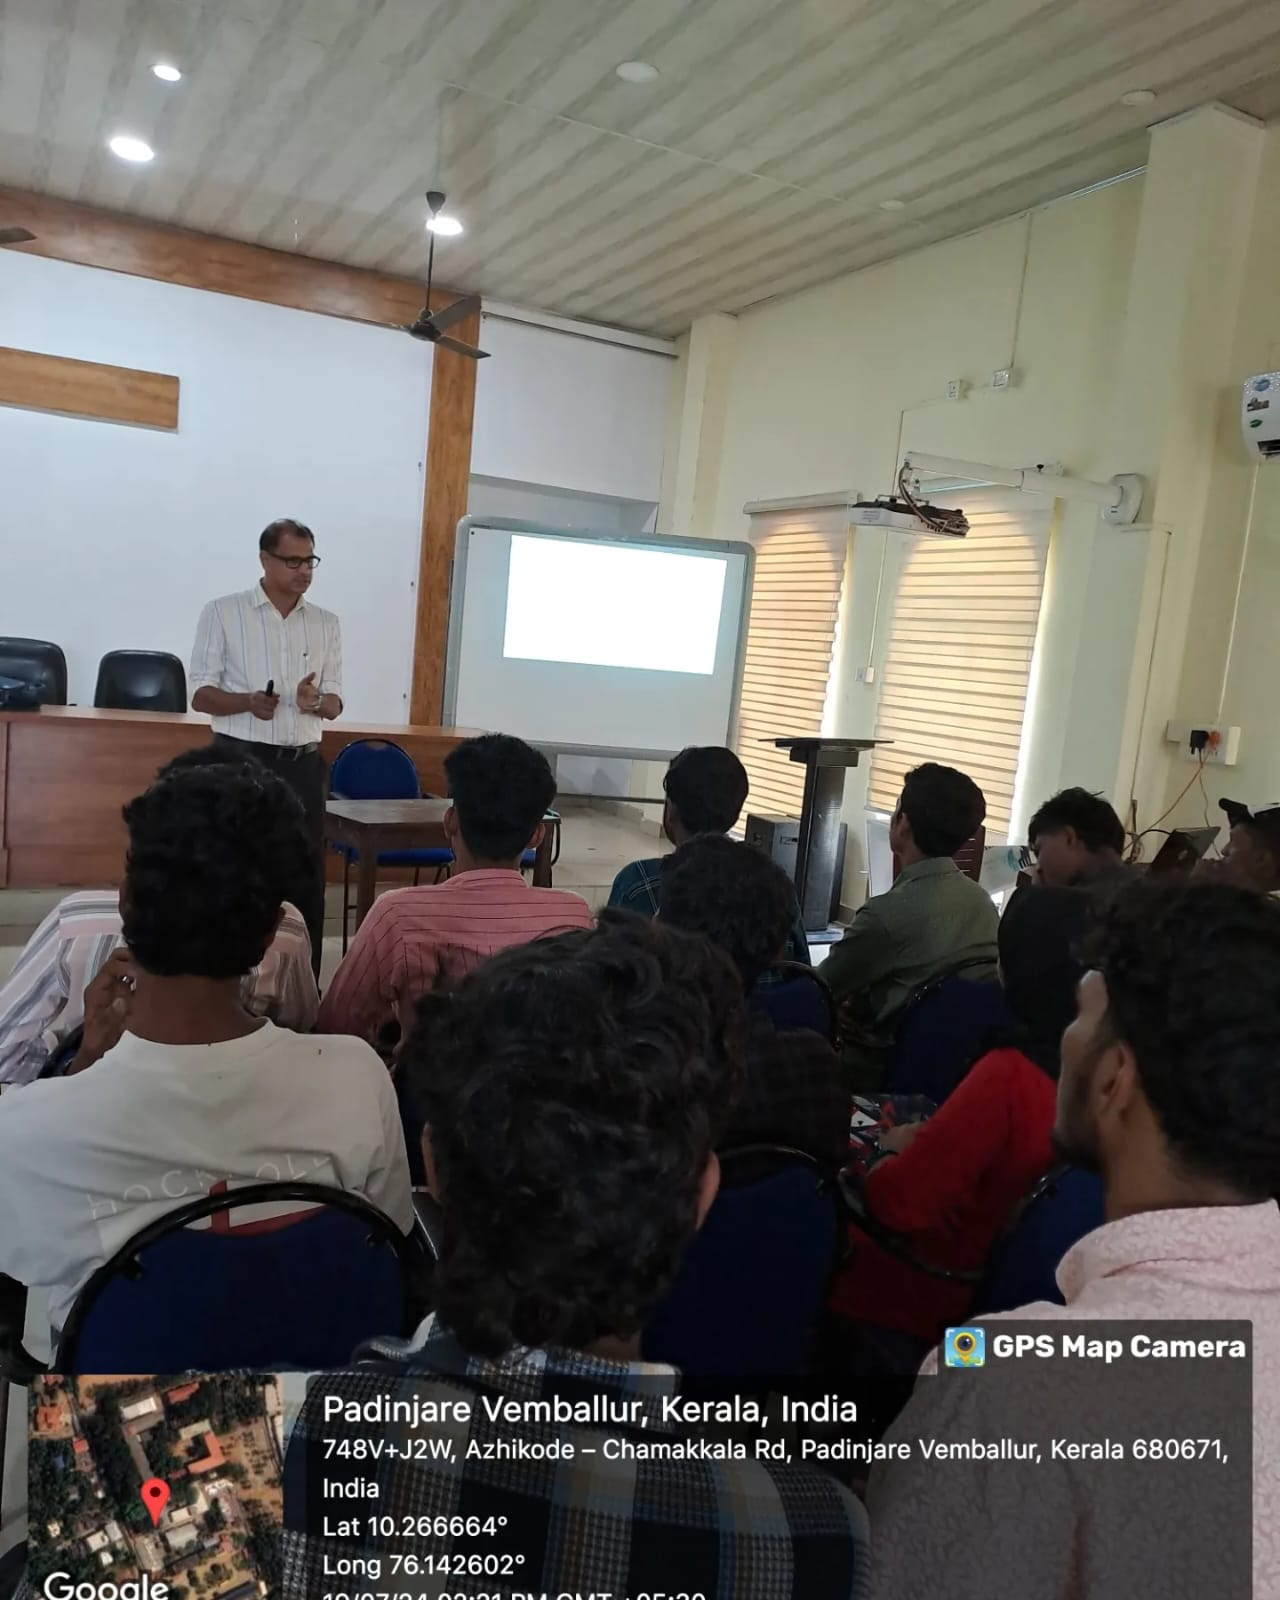 GPS Map Camera
Padinjare Vemballur, Kerala, India
748V+J2W, Azhikode – Chamakkala Rd, Padinjare Vemballur, Kerala 680671,
India
Lat 10.266664°
Long 76.142602°
Google